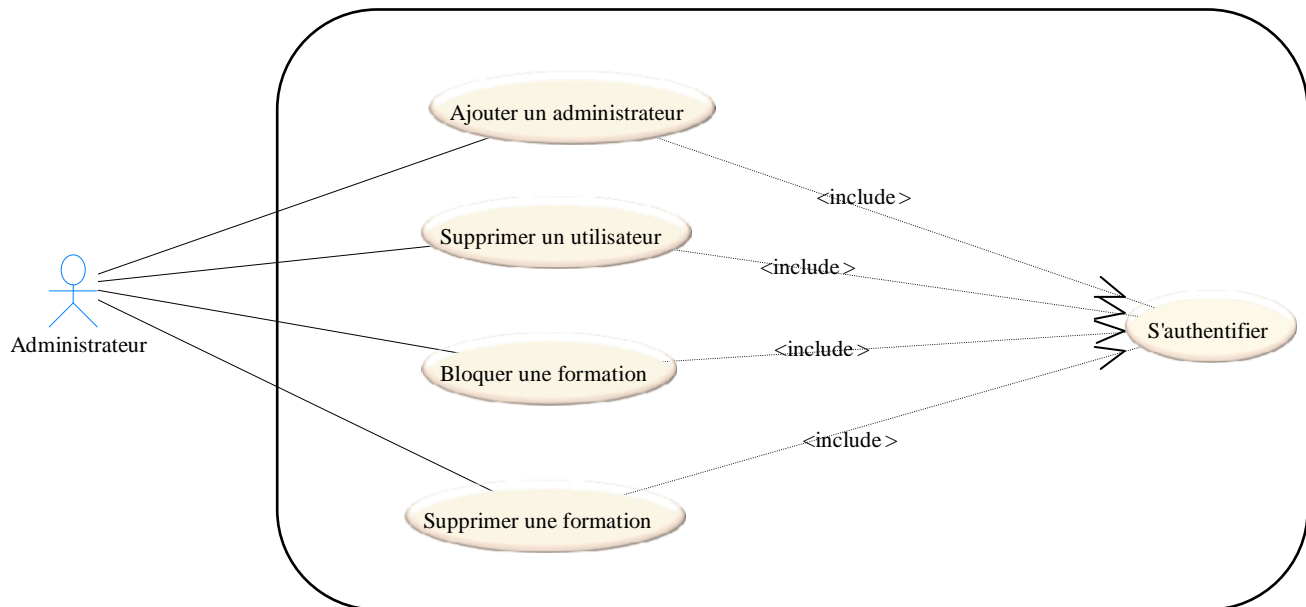 Ajouter un administrateur
<include>
Supprimer un utilisateur
<include>
S'authentifier
Administrateur
<include>
Bloquer une formation
<include>
Supprimer une formation